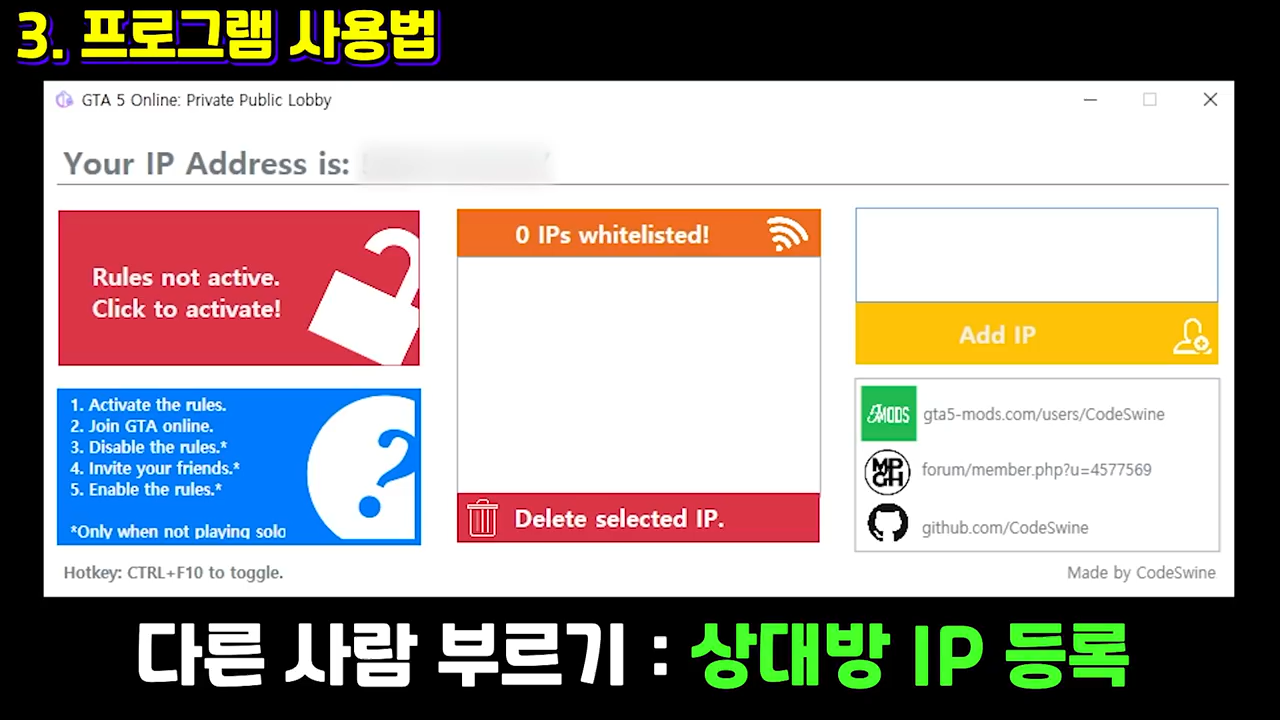 3. 프로그램 사용법
GTA 5 Online: Private Public Lobby
Your IP Address is:
Rules not active.
Click to activate!
1. Activate the rules.
2. Join GTA online.
3. Disable the rules.*
4. Invite your friends.*
5. Enable the rules.*
*Only when not playing solo
Hotkey: CTRL+F10 to toggle.
0 IPs whitelisted!
Delete selected IP.
Add IP
5MODS
gta5-mods.com/users/CodeSwine
MPGH
forum/member.php?u=4577569
github.com/CodeSwine
Made by CodeSwine
다른 사람 부르기 : 상대방 IP 등록